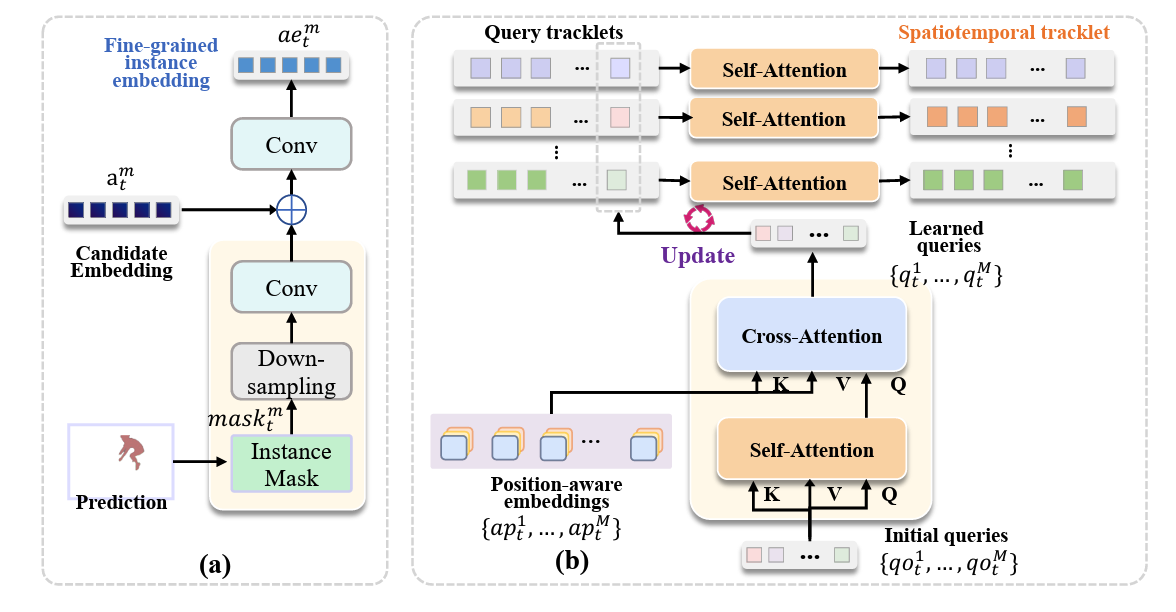 Fine-grained
instance
embedding
ae_t^m
Conv
a_t^m
Candidate
Embedding
Conv
Down-
sampling
mask_t^m
Instance
Mask
Prediction
(a)
Query tracklets
Spatiotemporal tracklet
... Self-Attention ...
... Self-Attention ...
⋮ ⋮
... Self-Attention ...
Update
...
Learned
queries
{q_t^1, ..., q_t^M}
Cross-Attention
K V Q
...
Self-Attention
Position-aware
embeddings
{ap_t^1, ..., ap_t^M}
K V Q
...
Initial queries
{qo_t^1, ..., qo_t^M}
(b)